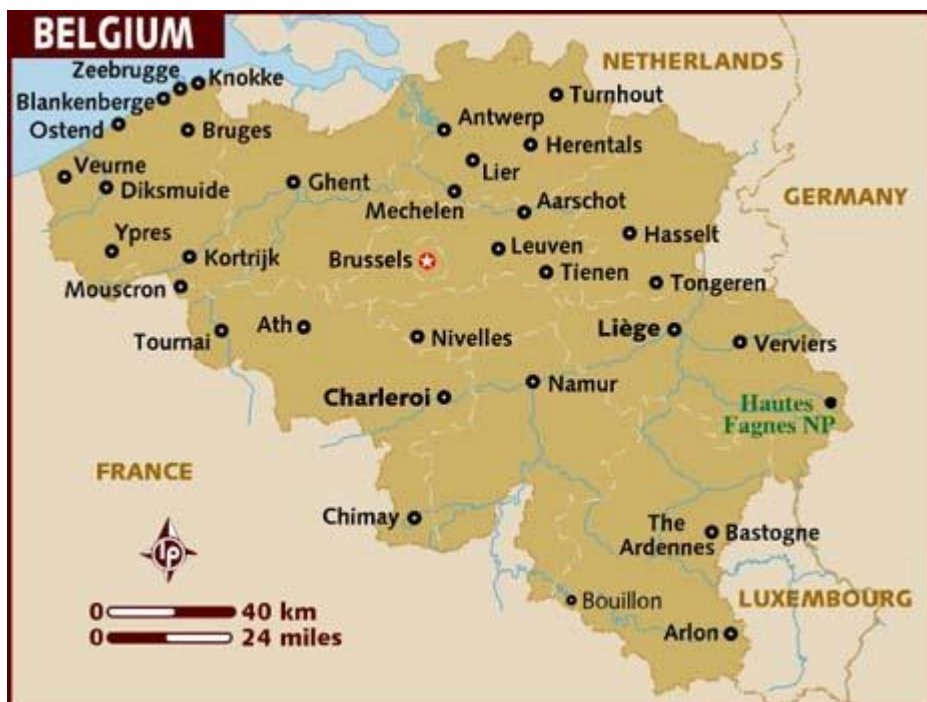 BELGIUM
Zeebrugge
Knokke
Blankenberge
Ostend
Bruges
NETHERLANDS
Turnhout
Antwerp
Herentals
Lier
Veurne
Diksmuide
Ghent
Mechelen
Aarschot
GERMANY
Ypres
Kortrijk
Brussels
Leuven
Hasselt
Tienen
Tongeren
Mouscron
Tournai
Ath
Nivelles
Liège
Verviers
Charleroi
Namur
Hautes
Fagnes NP
FRANCE
Chimay
The
Ardennes
Bastogne
LP
Bouillon
LUXEMBOURG
0 40 km
0 24 miles
Arlon